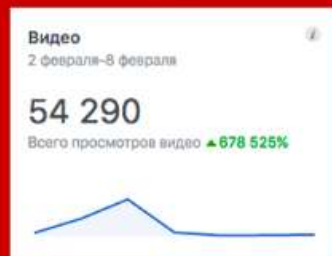 Видео
2 февраля-8 февраля
54 290
Всего просмотров видео ▲678 525%